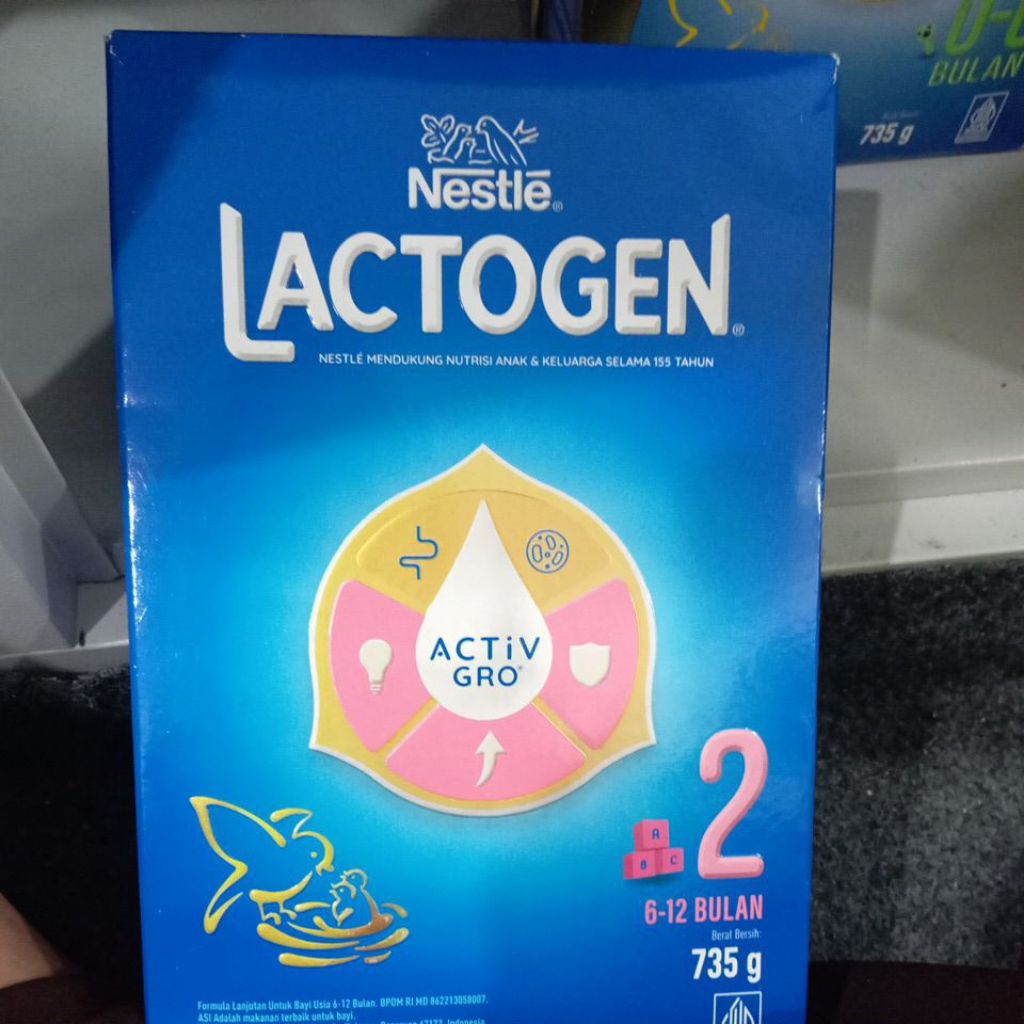 Nestlé
LACTOGEN
NESTLÉ MENDUKUNG NUTRISI ANAK & KELUARGA SELAMA 155 TAHUN
ACTiV
GRO
A
B C
2
6-12 BULAN
Berat Bersih:
735 g
Formula Lanjutan Untuk Bayi Usia 6-12 Bulan. BPOM RI MD 862213058007.
ASI Adalah makanan terbaik untuk bayi.
67177, Indonesia
BULAN
735 g